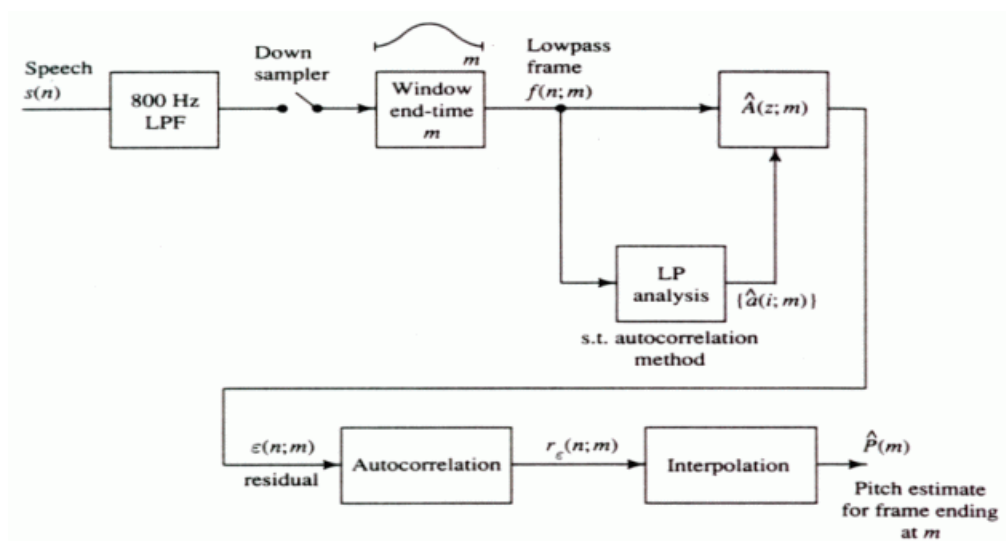 Speech
s(n)
800 Hz
LPF
Down
sampler
m
Window
end-time
m
Lowpass
frame
f(n; m)
Â(z; m)
LP
analysis
{â(i; m)}
s.t. autocorrelation
method
ε(n; m)
residual
Autocorrelation
r_ε(n; m)
Interpolation
P̂(m)
Pitch estimate
for frame ending
at m